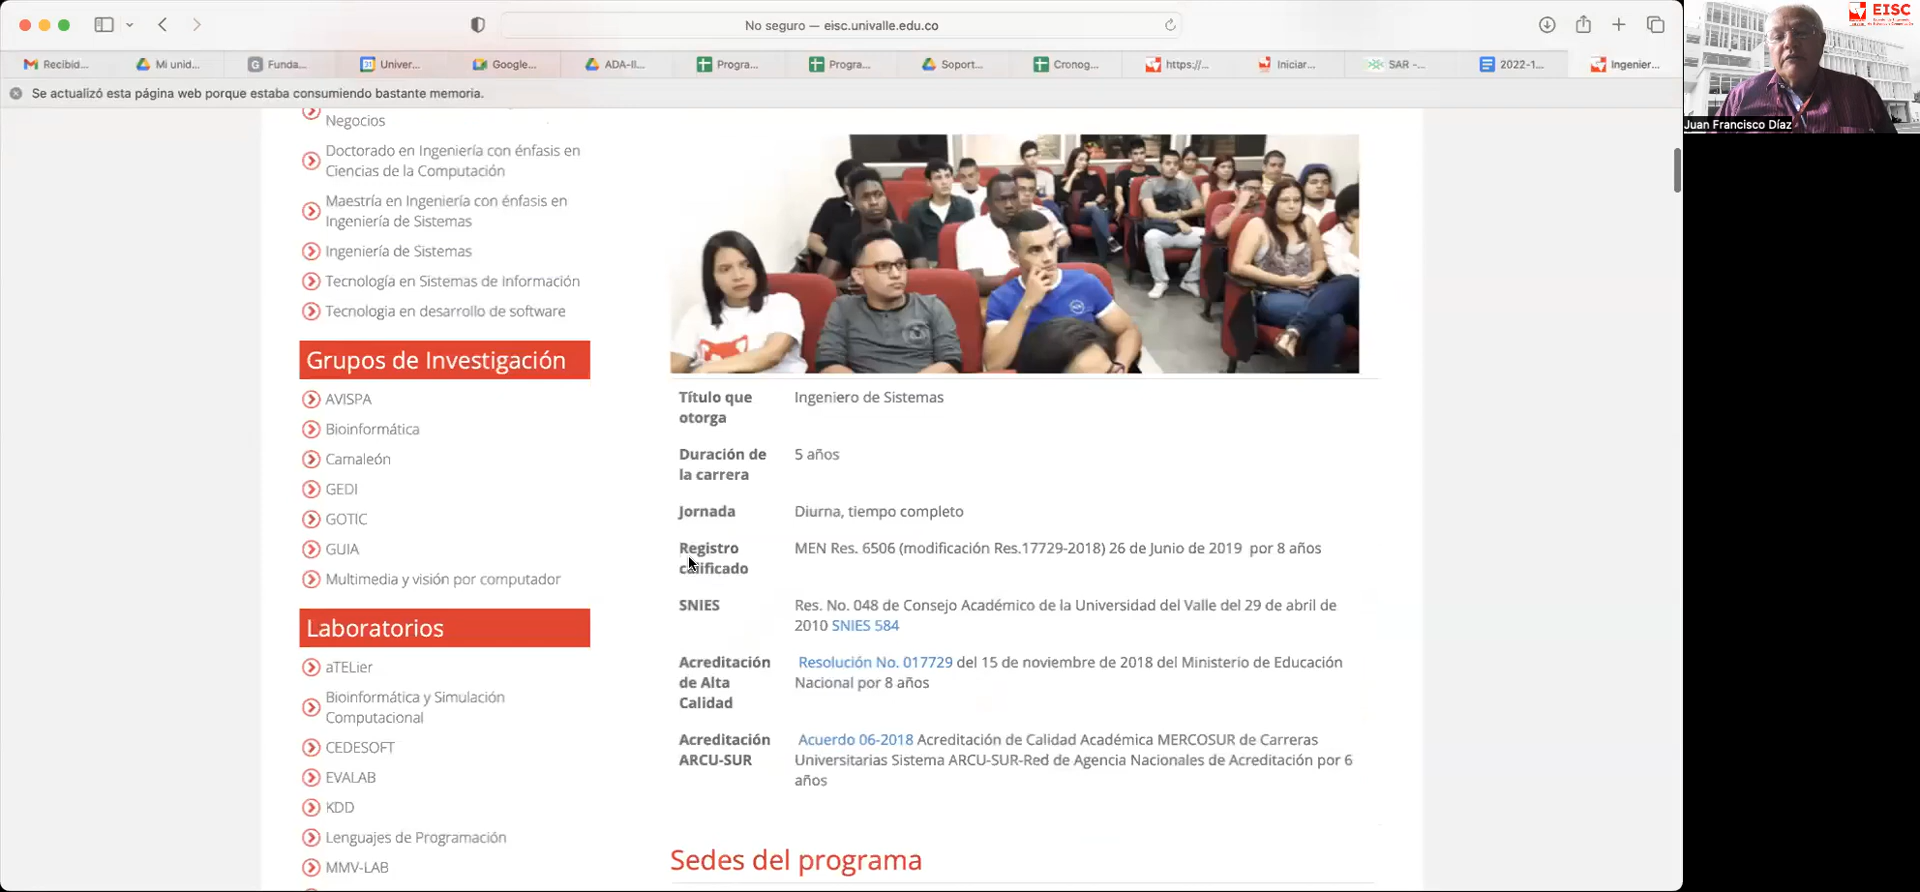 No seguro — eisc.univalle.edu.co
Recibid...
Mi unid...
Funda...
Univer...
Google...
ADA-II...
Progra...
Progra...
Soport...
Cronog...
https://...
Iniciar...
SAR -...
2022-1...
Ingenier...
Se actualizó esta página web porque estaba consumiendo bastante memoria.
EISC
Juan Francisco Díaz
Negocios
Doctorado en Ingeniería con énfasis en
Ciencias de la Computación
Maestría en Ingeniería con énfasis en
Ingeniería de Sistemas
Ingeniería de Sistemas
Tecnología en Sistemas de Información
Tecnologia en desarrollo de software
Grupos de Investigación
AVISPA
Bioinformática
Camaleón
GEDI
GOTIC
GUIA
Multimedia y visión por computador
Laboratorios
aTELier
Bioinformática y Simulación
Computacional
CEDESOFT
EVALAB
KDD
Lenguajes de Programación
MMV-LAB
Título que otorga
Ingeniero de Sistemas
Duración de la carrera
5 años
Jornada
Diurna, tiempo completo
Registro calificado
MEN Res. 6506 (modificación Res.17729-2018) 26 de Junio de 2019 por 8 años
SNIES
Res. No. 048 de Consejo Académico de la Universidad del Valle del 29 de abril de
2010 SNIES 584
Acreditación de Alta Calidad
Resolución No. 017729 del 15 de noviembre de 2018 del Ministerio de Educación
Nacional por 8 años
Acreditación ARCU-SUR
Acuerdo 06-2018 Acreditación de Calidad Académica MERCOSUR de Carreras
Universitarias Sistema ARCU-SUR-Red de Agencia Nacionales de Acreditación por 6
años
Sedes del programa